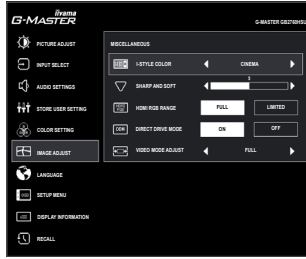 iiyama
G-MASTER
G-MASTER GB2760HSU
PICTURE ADJUST
INPUT SELECT
AUDIO SETTINGS
STORE USER SETTING
COLOR SETTING
IMAGE ADJUST
LANGUAGE
SETUP MENU
DISPLAY INFORMATION
RECALL
MISCELLANEOUS
i-STYLE COLOR
CINEMA
SHARP AND SOFT
3
HDMI RGB RANGE
FULL
LIMITED
DDM
DIRECT DRIVE MODE
ON
OFF
VIDEO MODE ADJUST
FULL